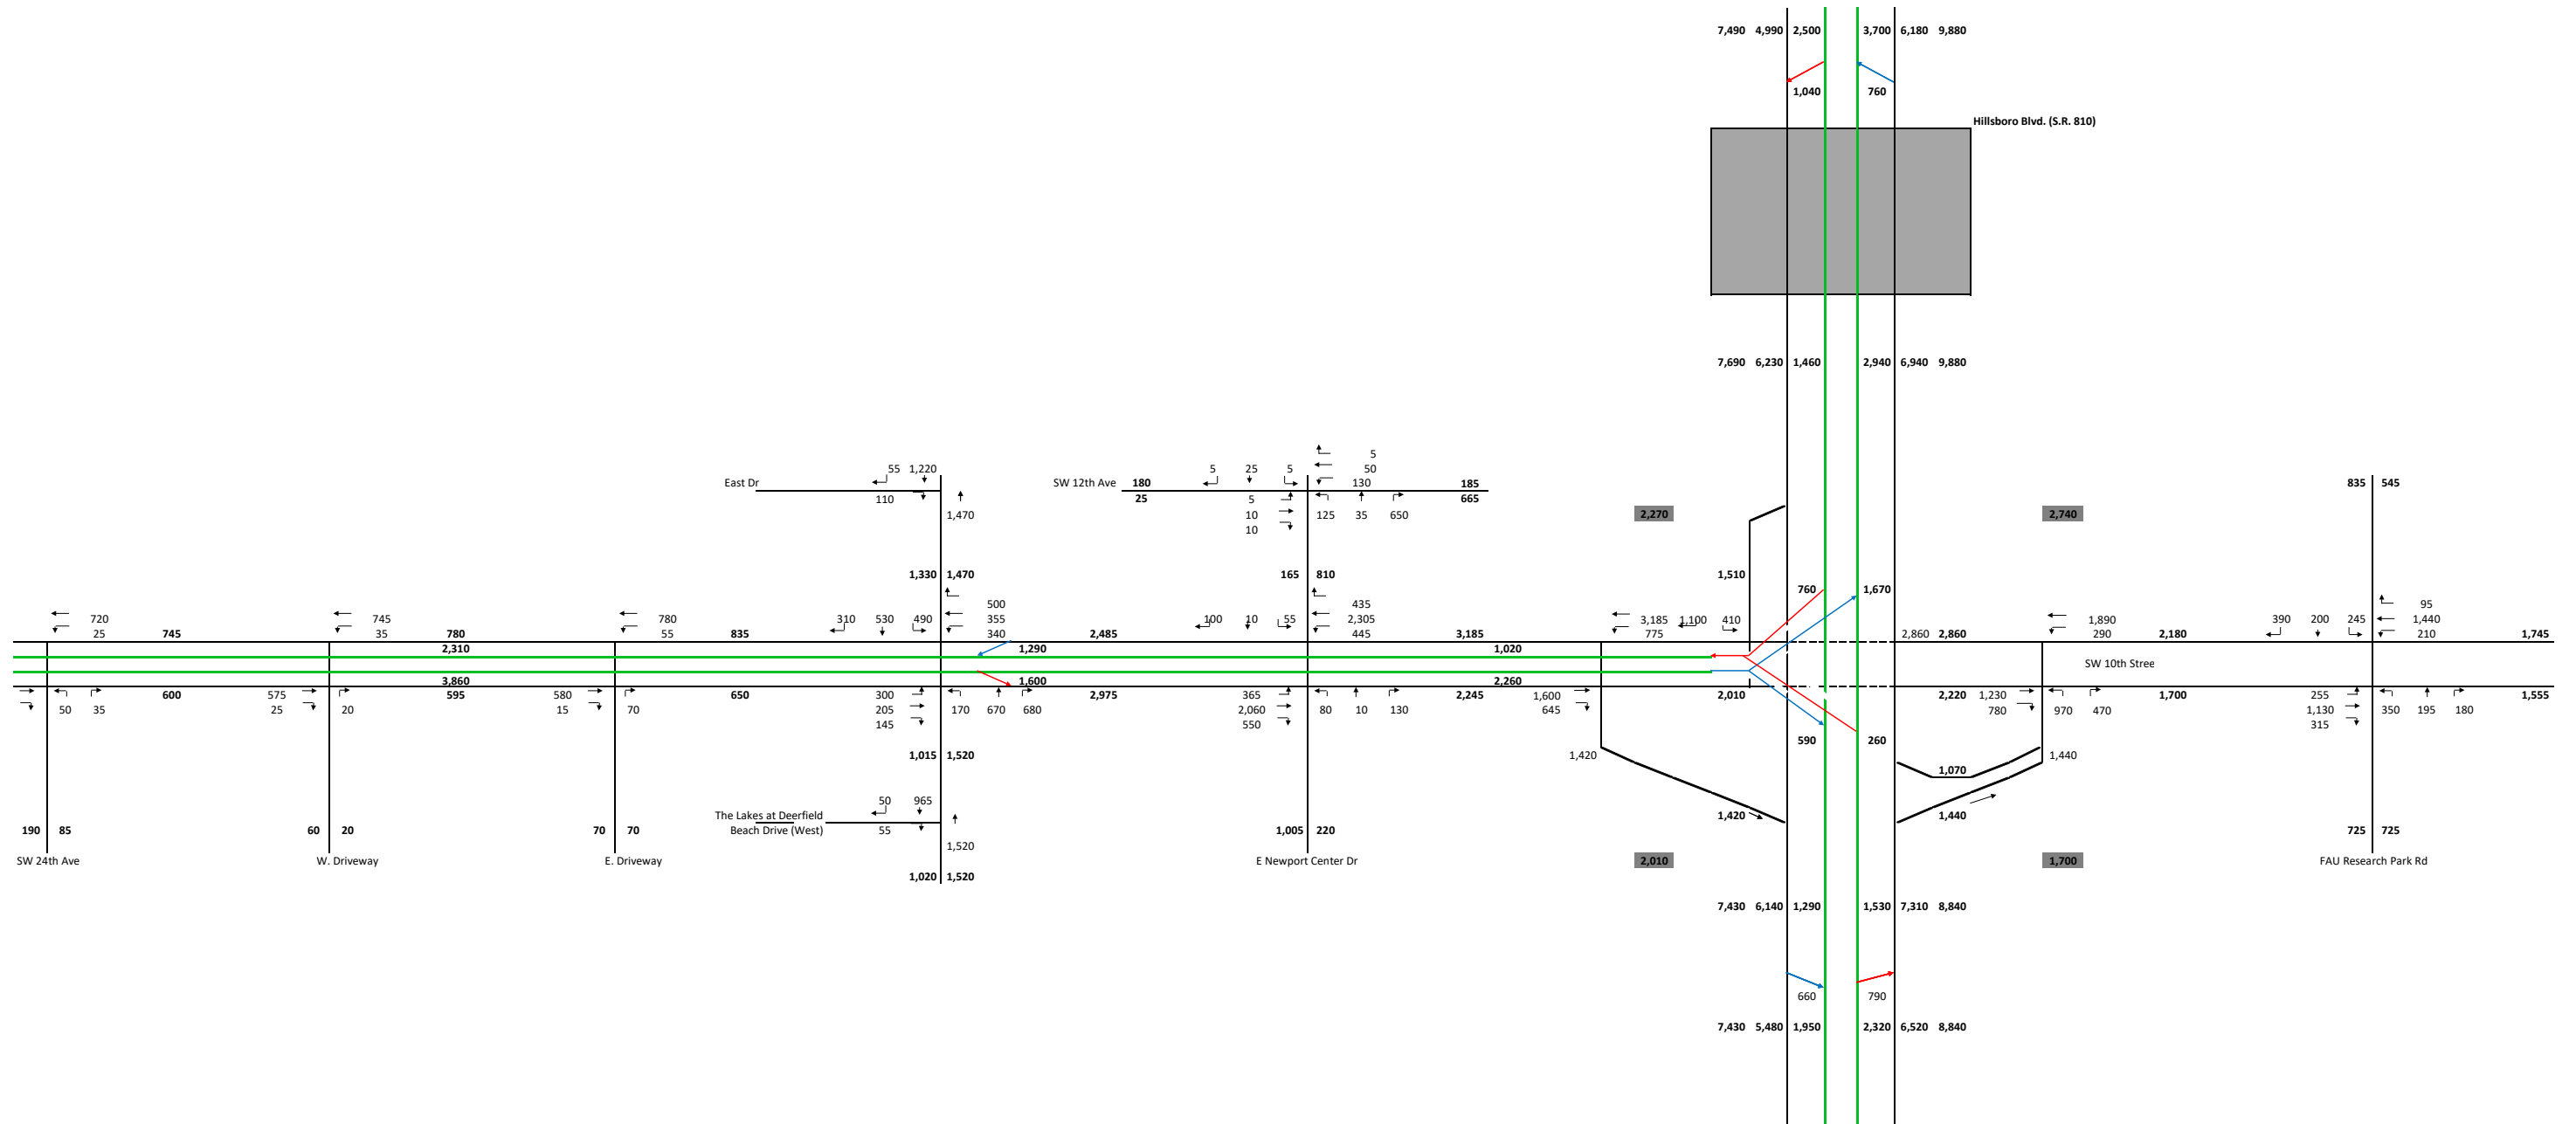 7,490 4,990 2,500 3,700 6,180 9,880
1,040 760
Hillsboro Blvd. (S.R. 810)
7,690 6,230 1,460 2,940 6,940 9,880
5
55 1,220 5 25 5 50
East Dr SW 12th Ave 180 130 185 835 545
110 25 5 665
1,470 10 125 35 650 2,270 2,740
10
1,330 1,470 165 810 1,510
760 1,670
500 435 95
720 745 780 310 530 490 355 100 10 55 2,305 3,185 1,100 410 1,890 390 200 245 1,440
25 745 35 780 55 835 340 2,485 445 3,185 775 2,860 2,860 290 2,180 210 1,745
2,310 1,290 1,020
SW 10th Stree
3,860 1,600 2,260
600 575 595 580 650 300 2,975 365 2,245 1,600 2,010 2,220 1,230 1,700 255 1,555
50 35 25 20 15 70 205 170 670 680 2,060 80 10 130 645 780 970 470 1,130 350 195 180
145 550 315
590 260
1,015 1,520 1,420 1,440
1,070
50 965
The Lakes at Deerfield 1,420 1,440
190 85 60 20 70 70 Beach Drive (West) 55 1,005 220 725 725
1,520
SW 24th Ave W. Driveway E. Driveway E Newport Center Dr 2,010 1,700 FAU Research Park Rd
1,020 1,520
7,430 6,140 1,290 1,530 7,310 8,840
660 790
7,430 5,480 1,950 2,320 6,520 8,840